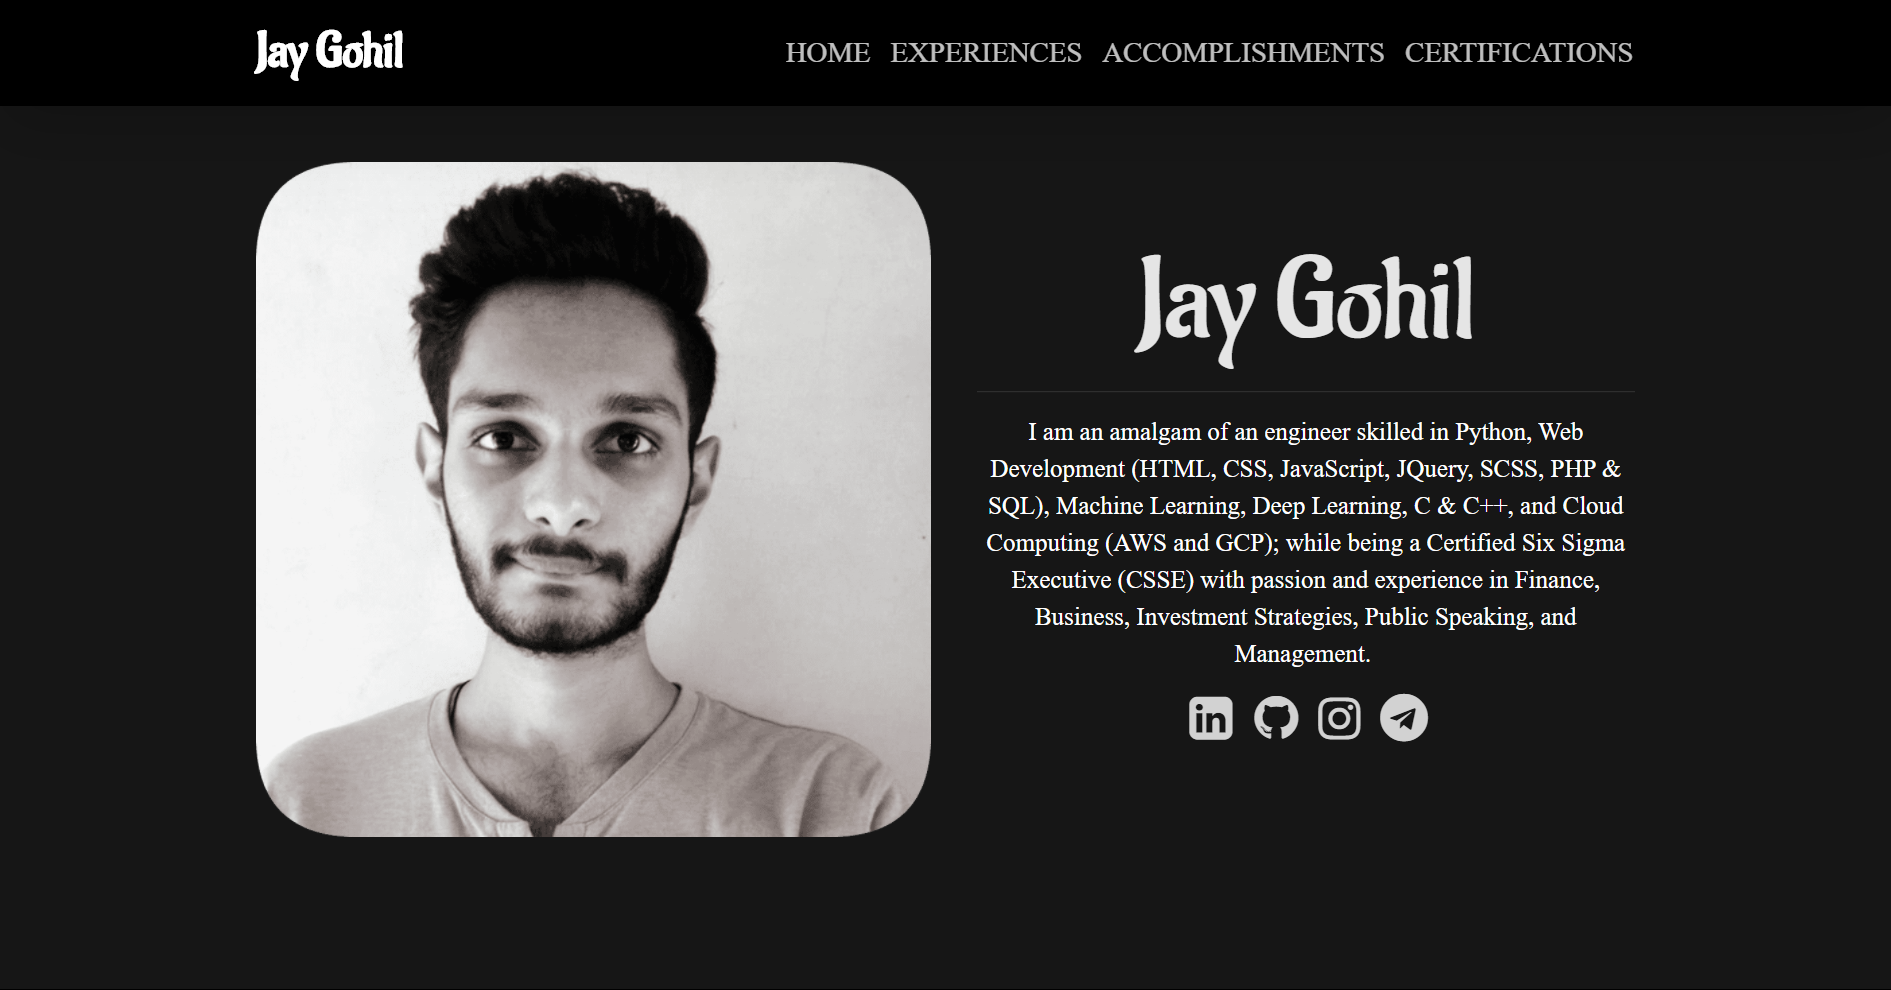 Jay Gohil
HOME EXPERIENCES ACCOMPLISHMENTS CERTIFICATIONS
Jay Gohil
I am an amalgam of an engineer skilled in Python, Web
Development (HTML, CSS, JavaScript, JQuery, SCSS, PHP &
SQL), Machine Learning, Deep Learning, C & C++, and Cloud
Computing (AWS and GCP); while being a Certified Six Sigma
Executive (CSSE) with passion and experience in Finance,
Business, Investment Strategies, Public Speaking, and
Management.
in